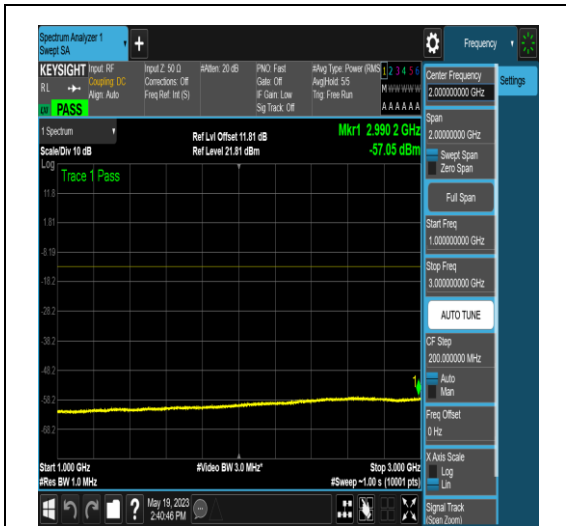 Spectrum Analyzer 1
Swept SA
Frequency
KEYSIGHT
RL
PASS
Input: RF
Coupling: DC
Align: Auto
Input Z: 50 Ω
Corrections: Off
Freq Ref: Int (S)
#Atten: 20 dB
PNO: Fast
Gate: Off
IF Gain: Low
Sig Track: Off
#Avg Type: Power (RMS
Avg|Hold: 5/5
Trig: Free Run
1 2 3 4 5 6
M W W W W W
A A A A A A
1 Spectrum
Scale/Div 10 dB
Ref Lvl Offset 11.81 dB
Ref Level 21.81 dBm
Mkr1 2.990 2 GHz
-57.05 dBm
Log
Trace 1 Pass
11.8
1.81
-8.19
-18.2
-28.2
-38.2
-48.2
-58.2
-68.2
1
Start 1.000 GHz
#Res BW 1.0 MHz
#Video BW 3.0 MHz*
Stop 3.000 GHz
#Sweep ~1.00 s (10001 pts)
Center Frequency
2.000000000 GHz
Settings
Span
2.00000000 GHz
Swept Span
Zero Span
Full Span
Start Freq
1.000000000 GHz
Stop Freq
3.000000000 GHz
AUTO TUNE
CF Step
200.000000 MHz
Auto
Man
Freq Offset
0 Hz
X Axis Scale
Log
Lin
Signal Track
(Span Zoom)
May 19, 2023
2:40:46 PM